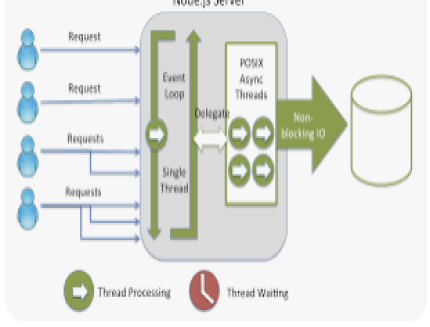 Node.js Server
Request
Request
Requests
Requests
Event
Loop
Single
Thread
Delegate
POSIX
Async
Threads
Non-
blocking IO
Thread Processing
Thread Waiting